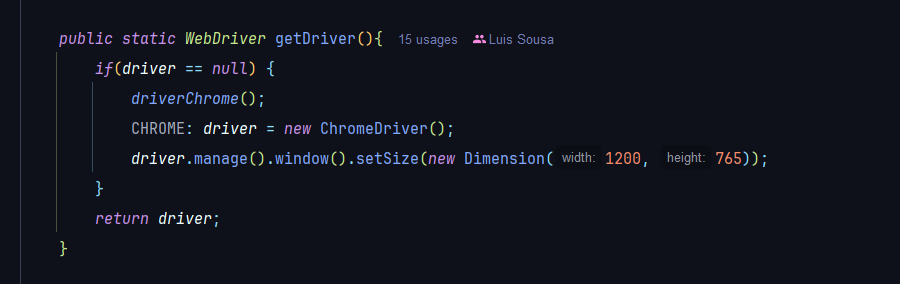 public static WebDriver getDriver(){ 15 usages Luis Sousa
if(driver == null) {
driverChrome();
CHROME: driver = new ChromeDriver();
driver.manage().window().setSize(new Dimension( width: 1200, height: 765));
}
return driver;
}